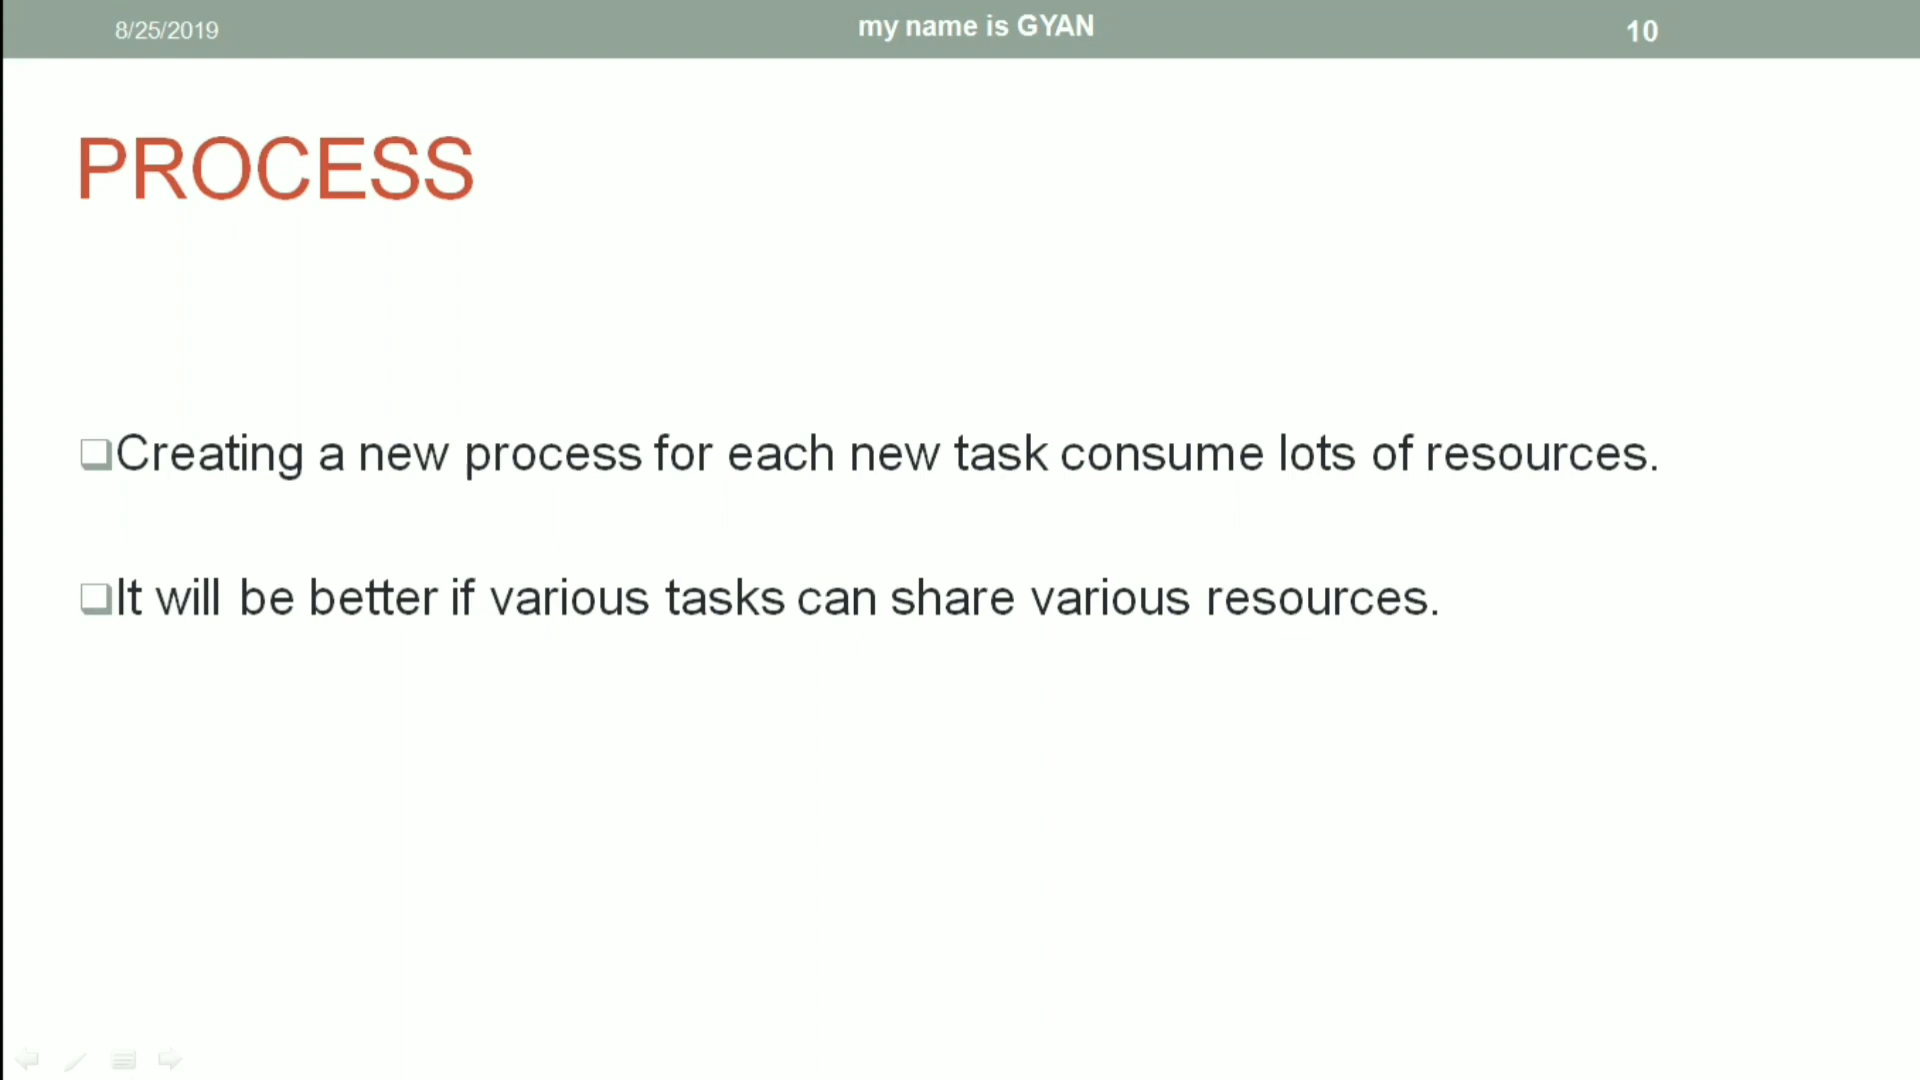 8/25/2019
my name is GYAN
10
PROCESS
Creating a new process for each new task consume lots of resources.
It will be better if various tasks can share various resources.